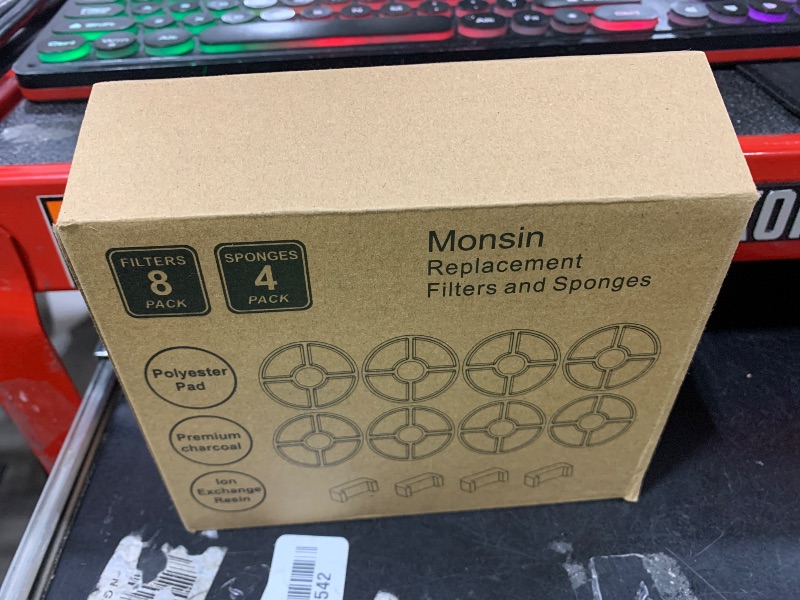 FILTERS
8
PACK
SPONGES
4
PACK
Monsin
Replacement
Filters and Sponges
Polyester
Pad
Premium
charcoal
Ion
Exchange
Resin
542